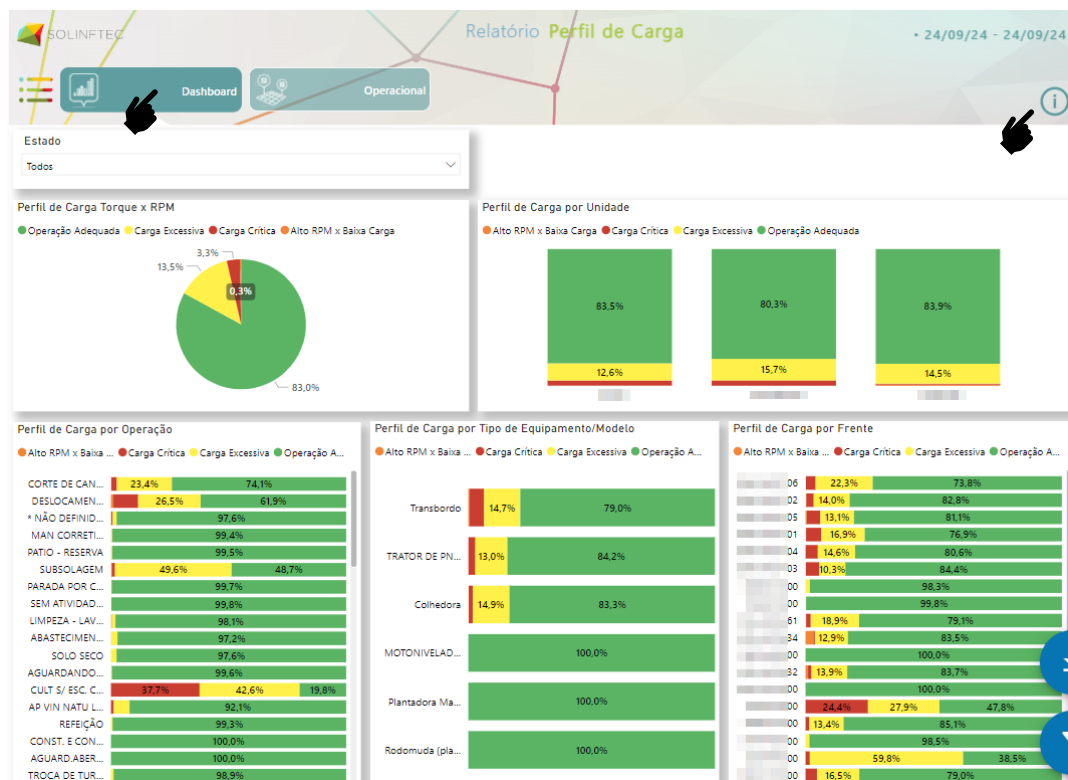 SOLINFTEC
Relatório Perfil de Carga
• 24/09/24 - 24/09/24
Dashboard
Operacional
i
Estado
Todos
Perfil de Carga Torque x RPM
Operação Adequada Carga Excessiva Carga Crítica Alto RPM x Baixa Carga
3,3%
13,5%
0,3%
83,0%
Perfil de Carga por Unidade
Alto RPM x Baixa Carga Carga Crítica Carga Excessiva Operação Adequada
83,5% 80,3% 83,9%
12,6% 15,7% 14,5%
Perfil de Carga por Operação
Alto RPM x Baixa ... Carga Crítica Carga Excessiva Operação A...
CORTE DE CAN... 23,4% 74,1%
DESLOCAMEN... 26,5% 61,9%
* NÃO DEFINID... 97,6%
MAN CORRETI... 99,4%
PATIO - RESERVA 99,5%
SUBSOLAGEM 49,6% 48,7%
PARADA POR C... 99,7%
SEM ATIVIDAD... 99,8%
LIMPEZA - LAV... 98,1%
ABASTECIMEN... 97,2%
SOLO SECO 97,6%
AGUARDANDO... 99,6%
CULT S/ ESC. C... 37,7% 42,6% 19,8%
AP VIN NATU L... 92,1%
REFEIÇÃO 99,3%
CONST. E CON... 100,0%
AGUARD.ABER... 100,0%
TROCA DE TUR... 98,9%
Perfil de Carga por Tipo de Equipamento/Modelo
Alto RPM x Baixa ... Carga Crítica Carga Excessiva Operação A...
Transbordo 14,7% 79,0%
TRATOR DE PN... 13,0% 84,2%
Colhedora 14,9% 83,3%
MOTONIVELAD... 100,0%
Plantadora Ma... 100,0%
Rodomuda (pla... 100,0%
Perfil de Carga por Frente
Alto RPM x Baixa ... Carga Crítica Carga Excessiva Operação A...
06 22,3% 73,8%
02 14,0% 82,8%
05 13,1% 81,1%
01 16,9% 76,9%
04 14,6% 80,6%
03 10,3% 84,4%
00 98,3%
00 99,8%
61 18,9% 79,1%
34 12,9% 83,5%
00 100,0%
32 13,9% 83,7%
00 100,0%
00 24,4% 27,9% 47,8%
00 13,4% 85,1%
00 98,5%
00 59,8% 38,5%
00 16,5% 79,0%